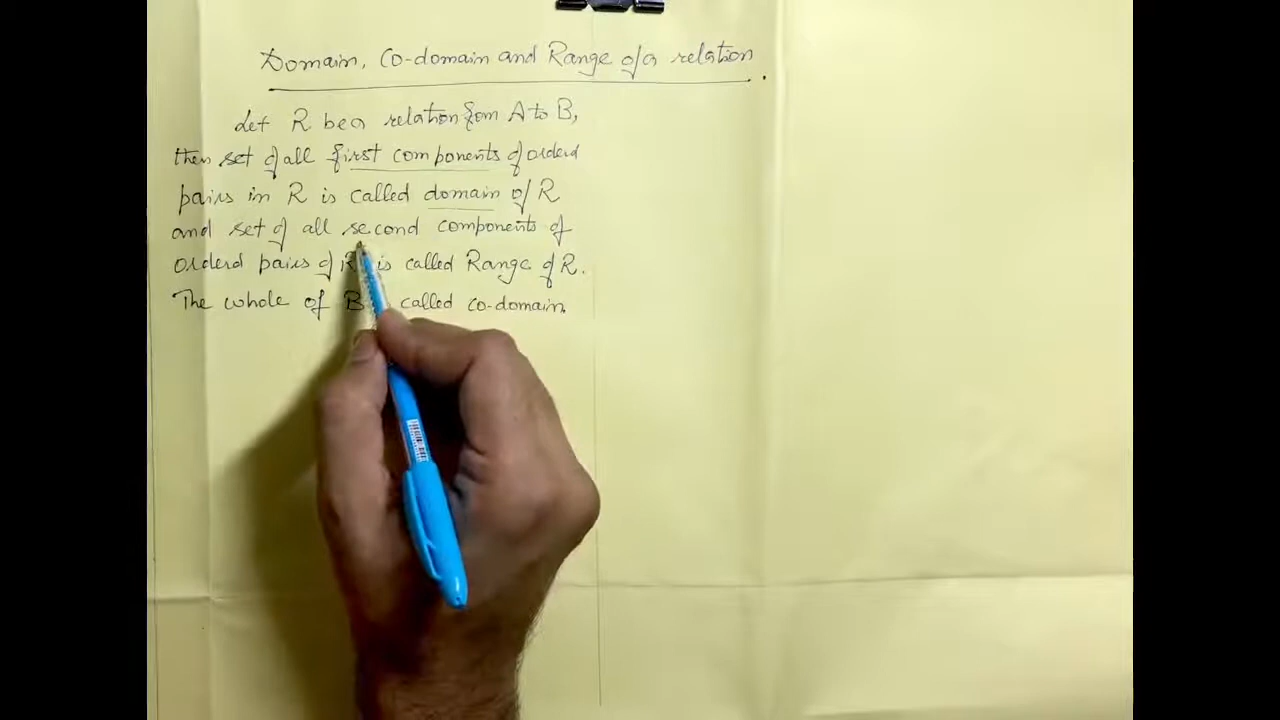 Domain, Co-domain and Range of a relation.
Let R be a relation from A to B,
then set of all first components of orderd
pairs in R is called domain of R
and set of all second components of
orderd pairs of R is called Range of R.
The whole of B called co-domain.